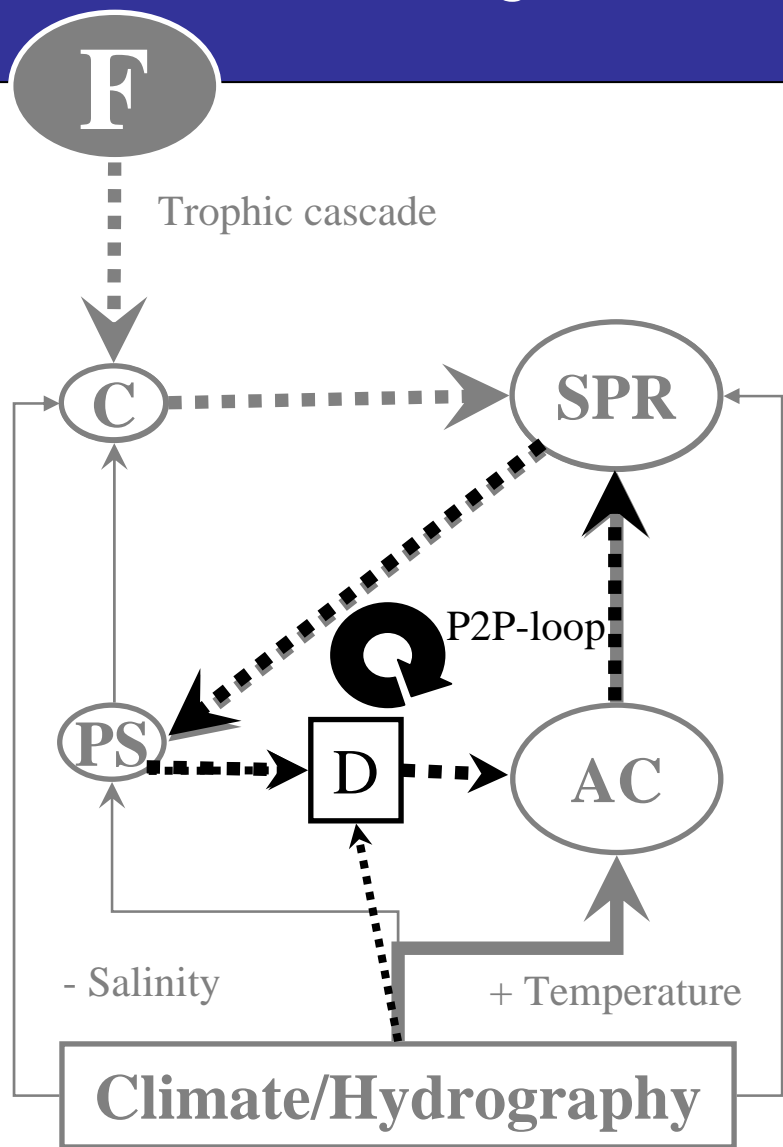 F
Trophic cascade
C
SPR
P2P-loop
PS
D
AC
- Salinity
+ Temperature
Climate/Hydrography